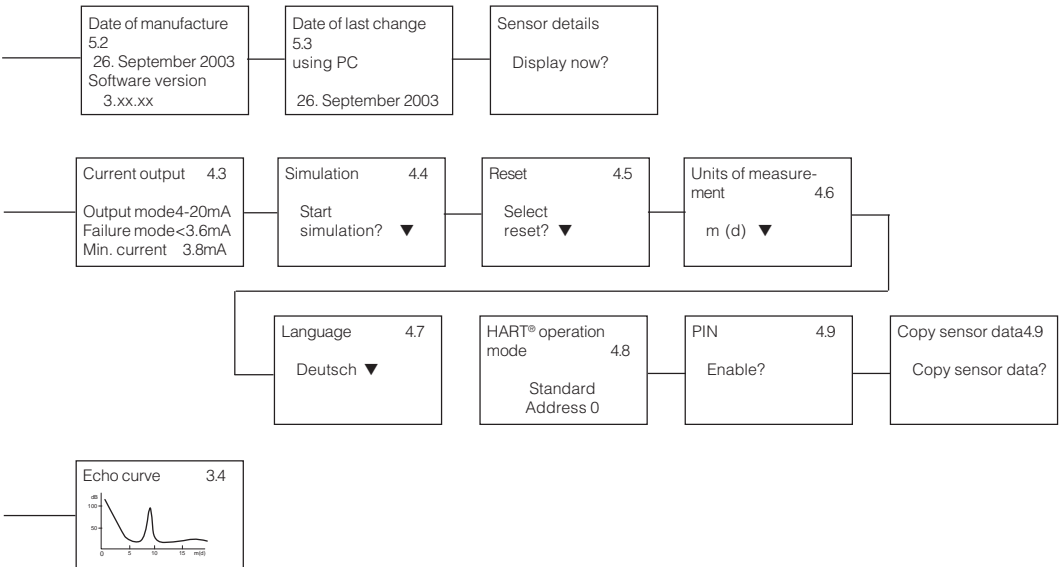 Date of manufacture
5.2
26. September 2003
Software version
3.xx.xx
Date of last change
5.3
using PC
26. September 2003
Sensor details
Display now?
Current output 4.3
Output mode4-20mA
Failure mode<3.6mA
Min. current 3.8mA
Simulation 4.4
Start
simulation? ▼
Reset 4.5
Select
reset? ▼
Units of measure-
ment 4.6
m (d) ▼
Language 4.7
Deutsch ▼
HART® operation
mode 4.8
Standard
Address 0
PIN 4.9
Enable?
Copy sensor data4.9
Copy sensor data?
Echo curve 3.4
dB
100
50
0 5 10 15 m(d)